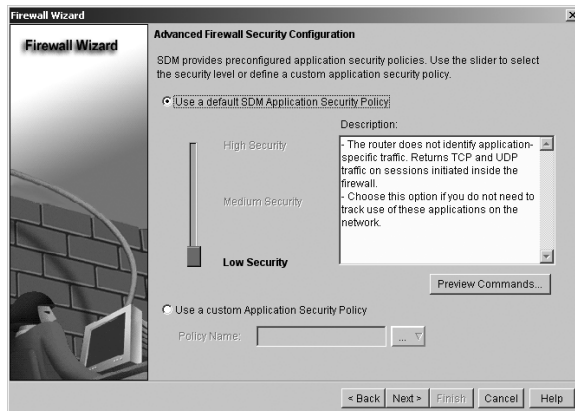 Firewall Wizard
Firewall Wizard
Advanced Firewall Security Configuration
SDM provides preconfigured application security policies. Use the slider to select
the security level or define a custom application security policy.
Use a default SDM Application Security Policy
Description:
High Security
Medium Security
Low Security
- The router does not identify application-
specific traffic. Returns TCP and UDP
traffic on sessions initiated inside the
firewall.
- Choose this option if you do not need to
track use of these applications on the
network.
Preview Commands...
Use a custom Application Security Policy
Policy Name:
...
< Back
Next >
Finish
Cancel
Help